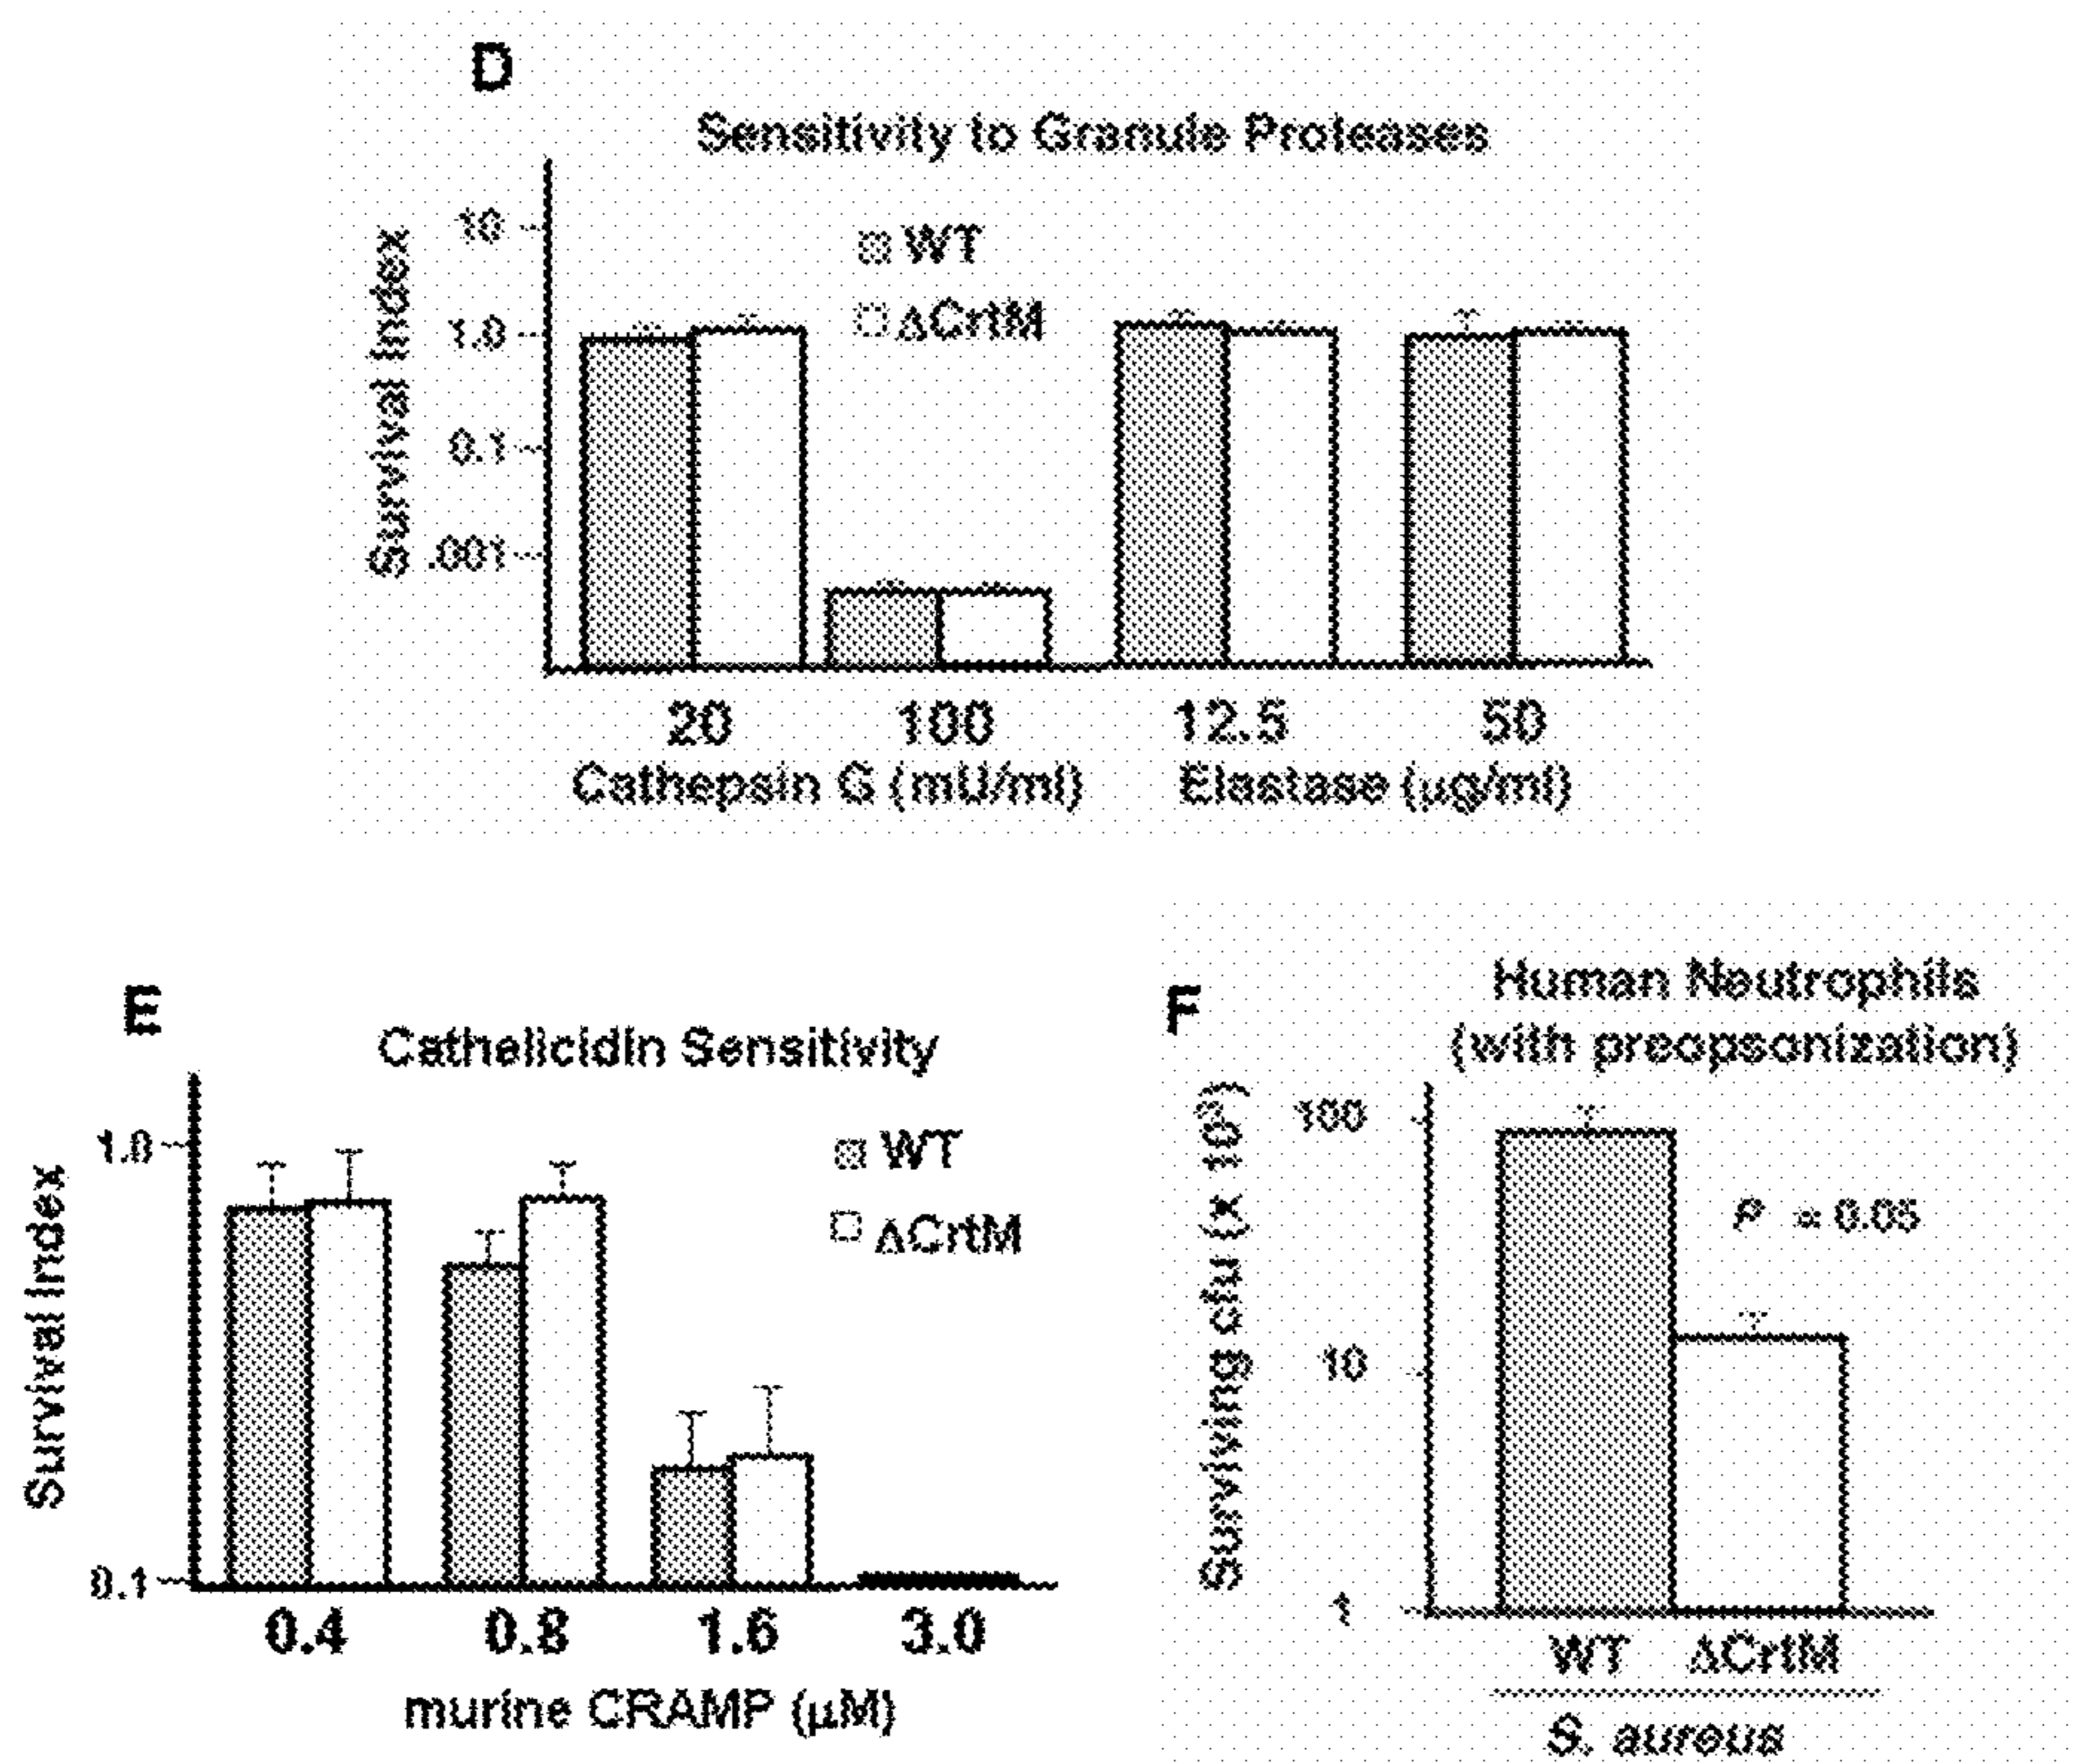 D
Sensitivity to Granule Proteases
Survival Index
10
1.0
0.1
.001
WT
ΔCrtM
20 100 12.5 50
Cathepsin G (mU/ml) Elastase (μg/ml)
E
Cathelicidin Sensitivity
Survival Index
1.0
0.1
WT
ΔCrtM
0.4 0.8 1.6 3.0
murine CRAMP (μM)
F
Human Neutrophils
(with preopsonization)
Surviving cfu (x 10³)
100
10
1
P = 0.05
WT ΔCrtM
S. aureus